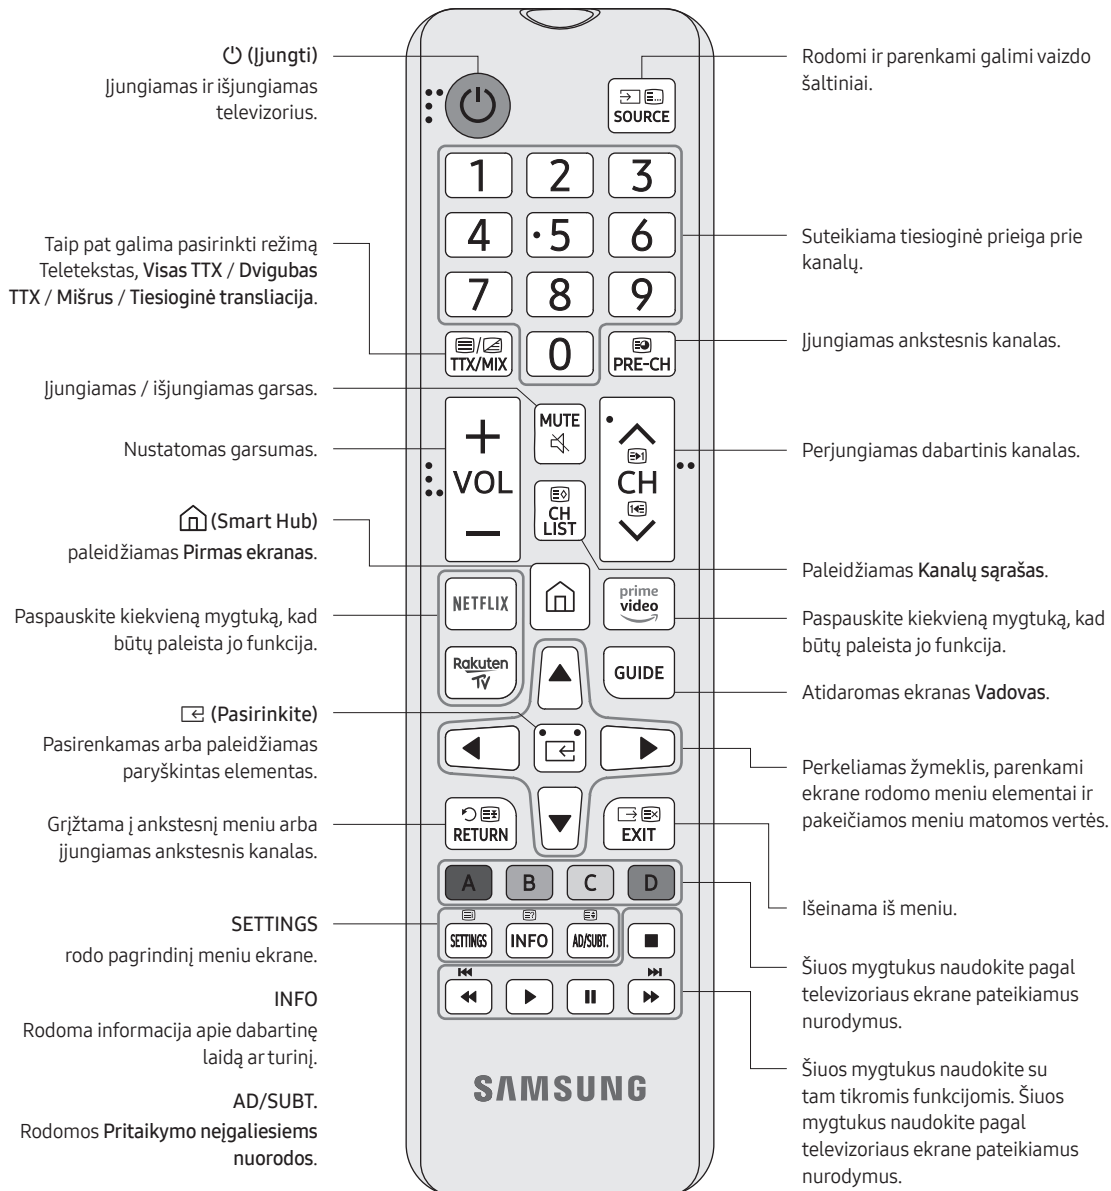 (Įjungti)
Įjungiamas ir išjungiamas
televizorius.
Taip pat galima pasirinkti režimą
Teletekstas, Visas TTX / Dvigubas
TTX / Mišrus / Tiesioginė transliacija.
Įjungiamas / išjungiamas garsas.
Nustatomas garsumas.
(Smart Hub)
paleidžiamas Pirmas ekranas.
Paspauskite kiekvieną mygtuką, kad
būtų paleista jo funkcija.
(Pasirinkite)
Pasirenkamas arba paleidžiamas
paryškintas elementas.
Grįžtama į ankstesnį meniu arba
įjungiamas ankstesnis kanalas.
SETTINGS
rodo pagrindinį meniu ekrane.
INFO
Rodoma informacija apie dabartinę
laidą ar turinį.
AD/SUBT.
Rodomos Pritaikymo neįgaliesiems
nuorodos.
SOURCE
1 2 3
4 5 6
7 8 9
TTX/MIX 0 PRE-CH
MUTE
VOL
CH
CH
LIST
NETFLIX
prime
video
Rakuten
TV
GUIDE
RETURN
EXIT
A B C D
SETTINGS INFO AD/SUBT.
SAMSUNG
Rodomi ir parenkami galimi vaizdo
šaltiniai.
Suteikiama tiesioginė prieiga prie
kanalų.
Įjungiamas ankstesnis kanalas.
Perjungiamas dabartinis kanalas.
Paleidžiamas Kanalų sąrašas.
Paspauskite kiekvieną mygtuką, kad
būtų paleista jo funkcija.
Atidaromas ekranas Vadovas.
Perkeliamas žymeklis, parenkami
ekrane rodomo meniu elementai ir
pakeičiamos meniu matomos vertės.
Išeinama iš meniu.
Šiuos mygtukus naudokite pagal
televizoriaus ekrane pateikiamus
nurodymus.
Šiuos mygtukus naudokite su
tam tikromis funkcijomis. Šiuos
mygtukus naudokite pagal
televizoriaus ekrane pateikiamus
nurodymus.